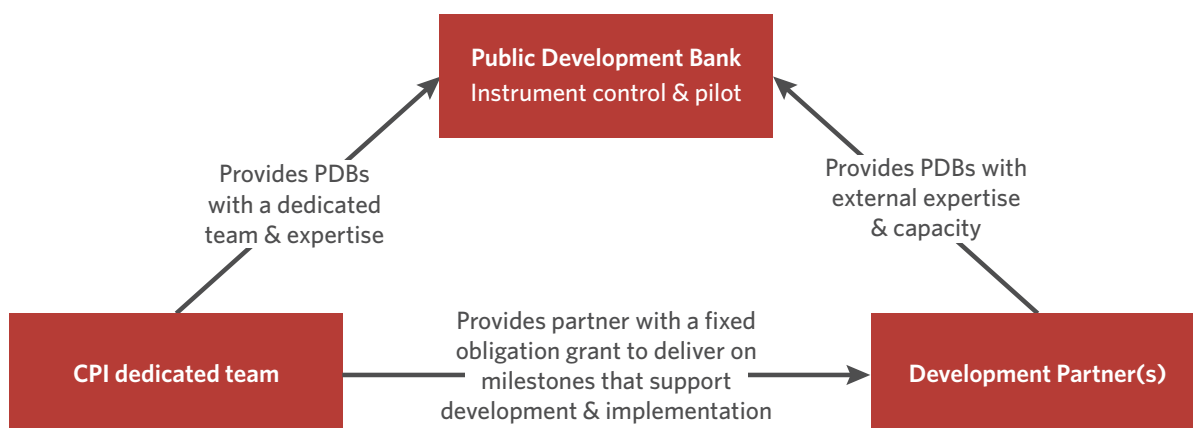 Public Development Bank
Instrument control & pilot
Provides PDBs
with a dedicated
team & expertise
Provides PDBs with
external expertise
& capacity
CPI dedicated team
Provides partner with a fixed
obligation grant to deliver on
milestones that support
development & implementation
Development Partner(s)